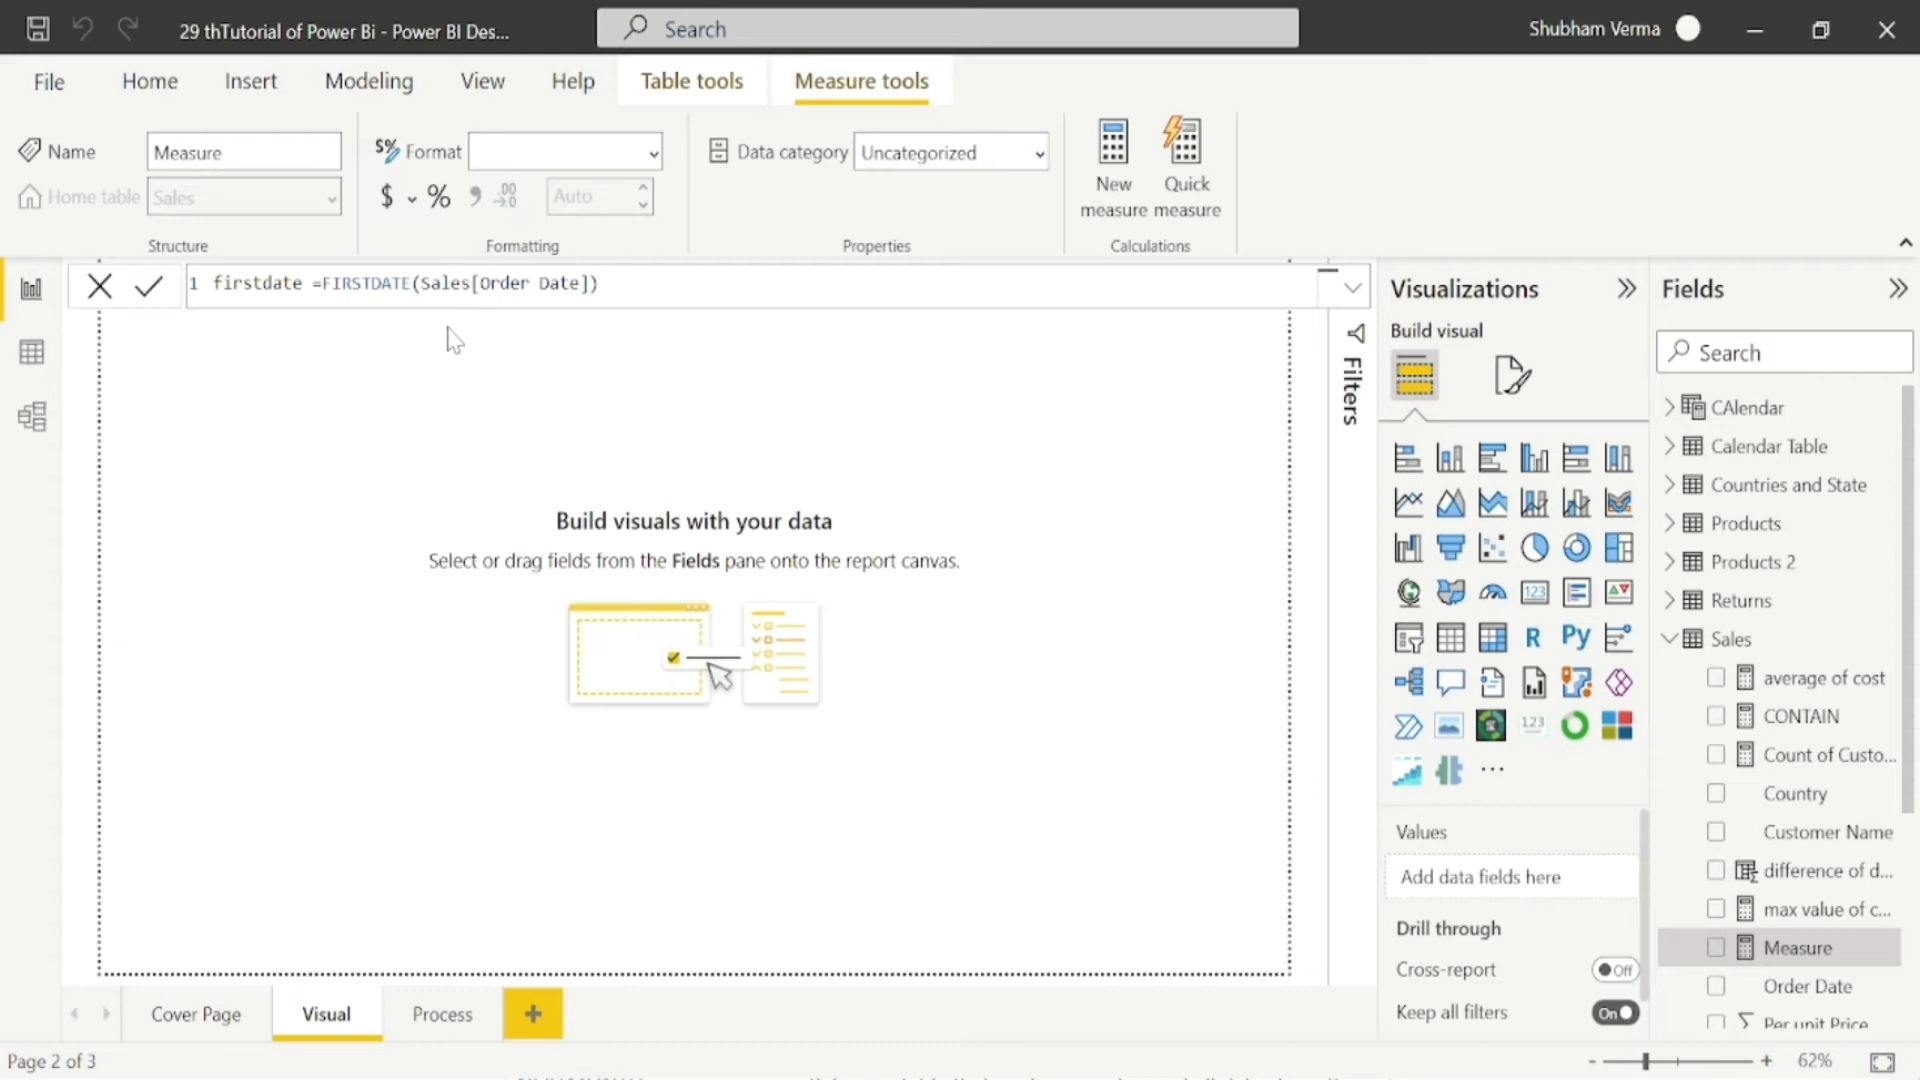 29 thTutorial of Power Bi - Power BI Des...
Search
Shubham Verma
File
Home
Insert
Modeling
View
Help
Table tools
Measure tools
Name
Measure
Home table
Sales
Structure
$%
Format
$
%
9
.00
→0
Auto
Formatting
Data category
Uncategorized
Properties
New
measure
Quick
measure
Calculations
1 firstdate =FIRSTDATE(Sales[Order Date])
Build visuals with your data
Select or drag fields from the Fields pane onto the report canvas.
Filters
Visualizations
Build visual
123
R
Py
123
...
Values
Add data fields here
Drill through
Cross-report
Off
Keep all filters
On
Fields
Search
CAlendar
Calendar Table
Countries and State
Products
Products 2
Returns
Sales
average of cost
CONTAIN
Count of Custo...
Country
Customer Name
difference of d...
max value of c...
Measure
Order Date
Per unit Price
Cover Page
Visual
Process
+
Page 2 of 3
-
+
62%